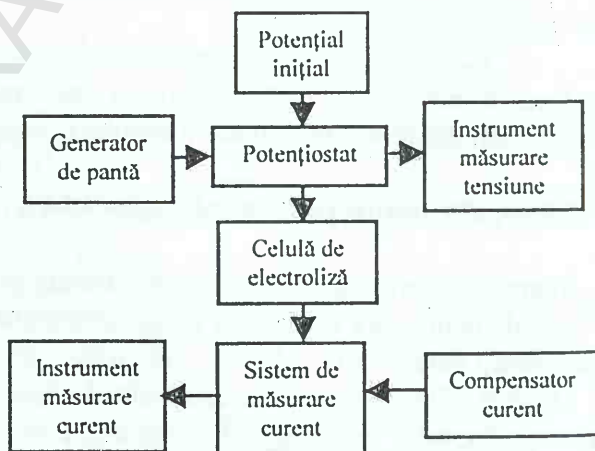 Potențial
inițial
Generator
de pantă
Potențiostat
Instrument
măsurare
tensiune
Celulă de
electroliză
Instrument
măsurare
curent
Sistem de
măsurare
curent
Compensator
curent